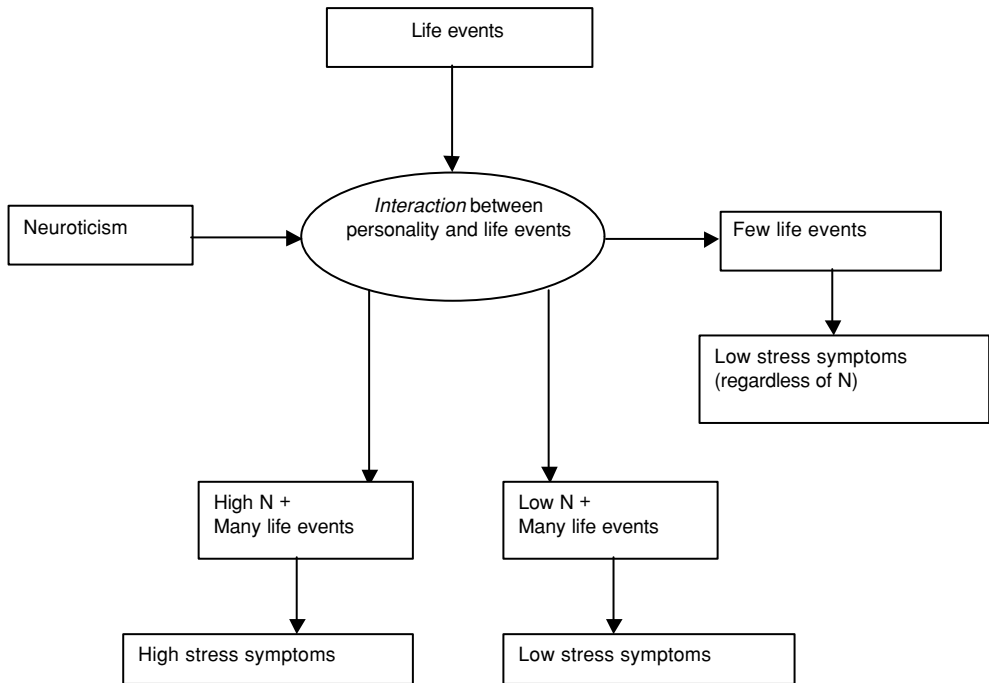 Life events
Interaction between
personality and life events
Neuroticism
Few life events
Low stress symptoms
(regardless of N)
High N +
Many life events
Low N +
Many life events
High stress symptoms
Low stress symptoms